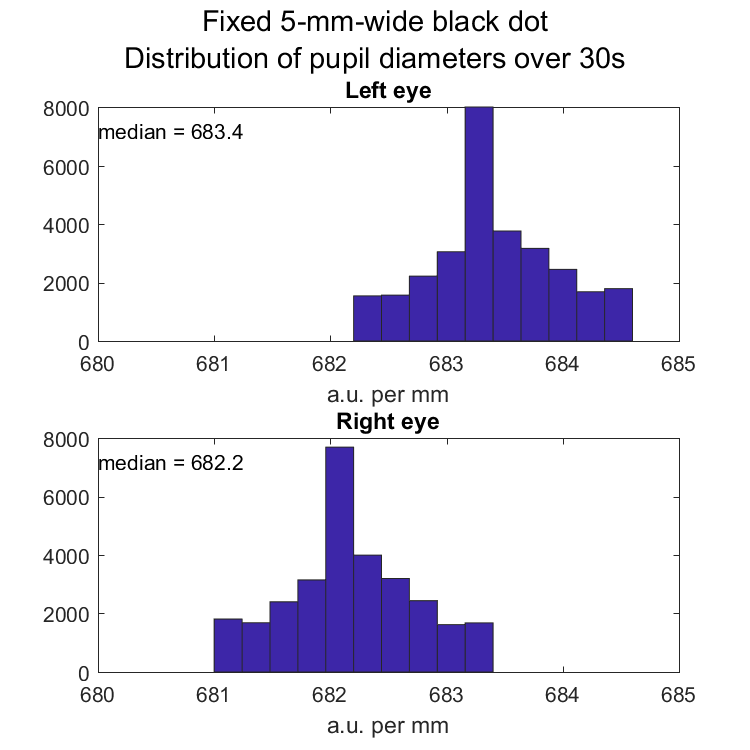 Fixed 5-mm-wide black dot
Distribution of pupil diameters over 30s
Left eye
8000
median = 683.4
6000
4000
2000
0
680 681 682 683 684 685
a.u. per mm
Right eye
8000
median = 682.2
6000
4000
2000
0
680 681 682 683 684 685
a.u. per mm